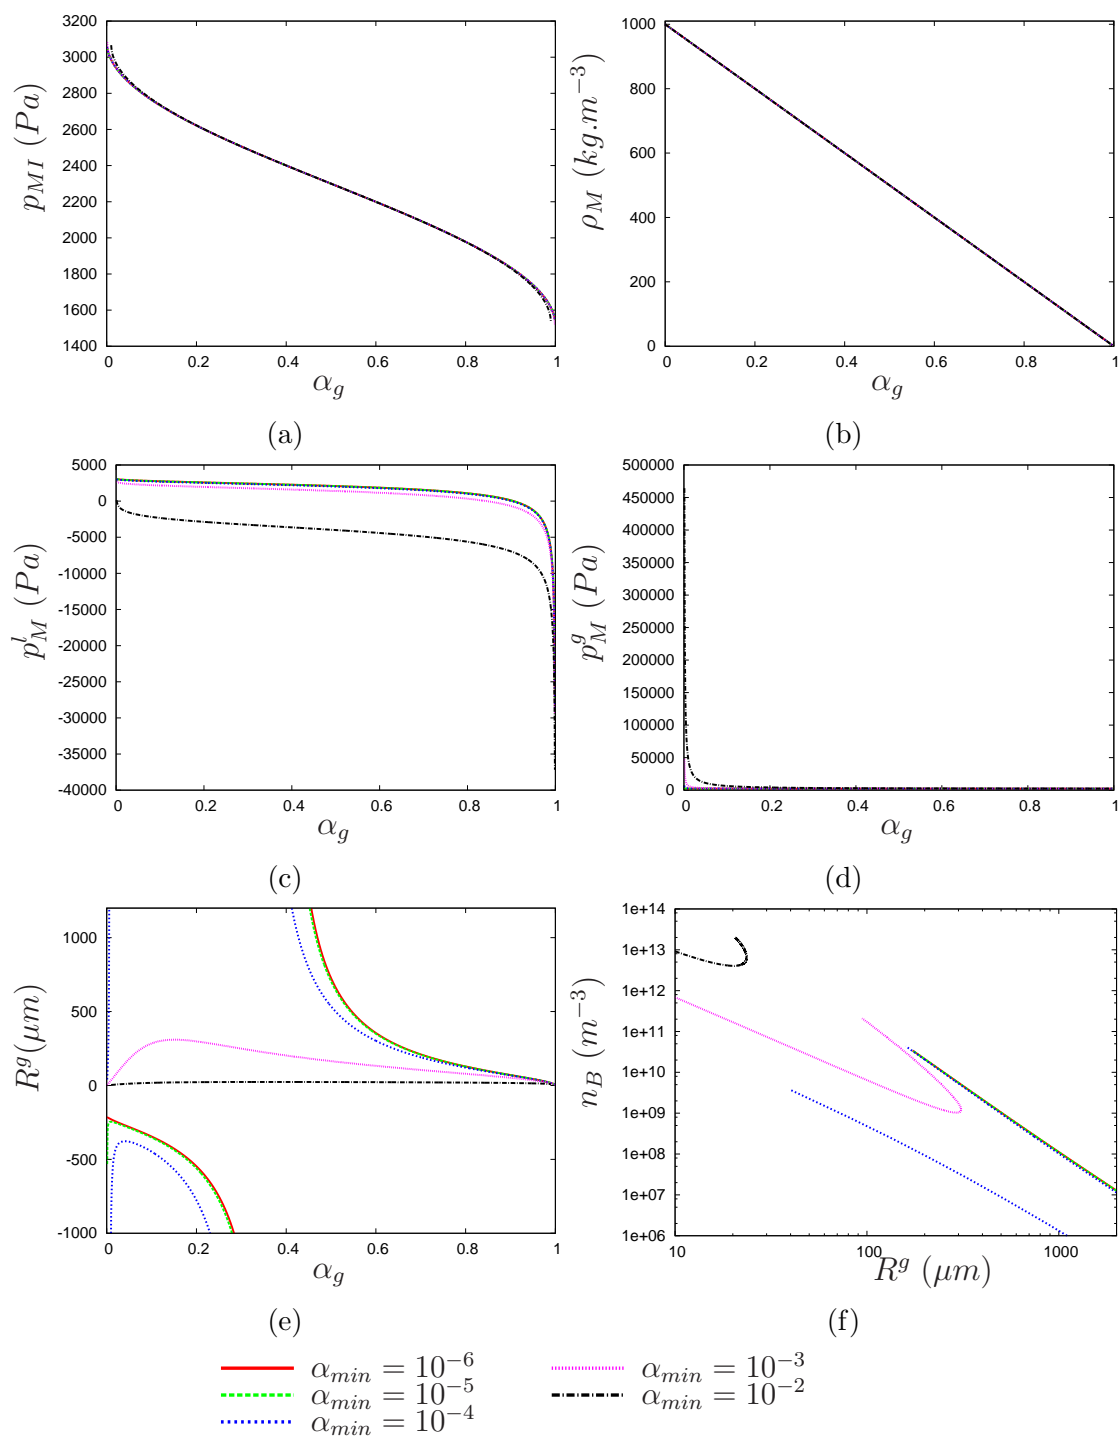 3200
3000
2800
2600
2400
2200
2000
1800
1600
1400
p_{MI} (Pa)
0 0.2 0.4 0.6 0.8 1
α_g
(a)
1000
800
600
400
200
0
ρ_M (kg.m^{-3})
0 0.2 0.4 0.6 0.8 1
α_g
(b)
5000
0
-5000
-10000
-15000
-20000
-25000
-30000
-35000
-40000
p_M^l (Pa)
0 0.2 0.4 0.6 0.8 1
α_g
(c)
500000
450000
400000
350000
300000
250000
200000
150000
100000
50000
0
p_M^g (Pa)
0 0.2 0.4 0.6 0.8 1
α_g
(d)
1000
500
0
-500
-1000
R^g(μm)
0 0.2 0.4 0.6 0.8 1
α_g
(e)
1e+14
1e+13
1e+12
1e+11
1e+10
1e+09
1e+08
1e+07
1e+06
n_B (m^{-3})
10 100 1000
R^g (μm)
(f)
α_{min} = 10^{-6}
α_{min} = 10^{-5}
α_{min} = 10^{-4}
α_{min} = 10^{-3}
α_{min} = 10^{-2}